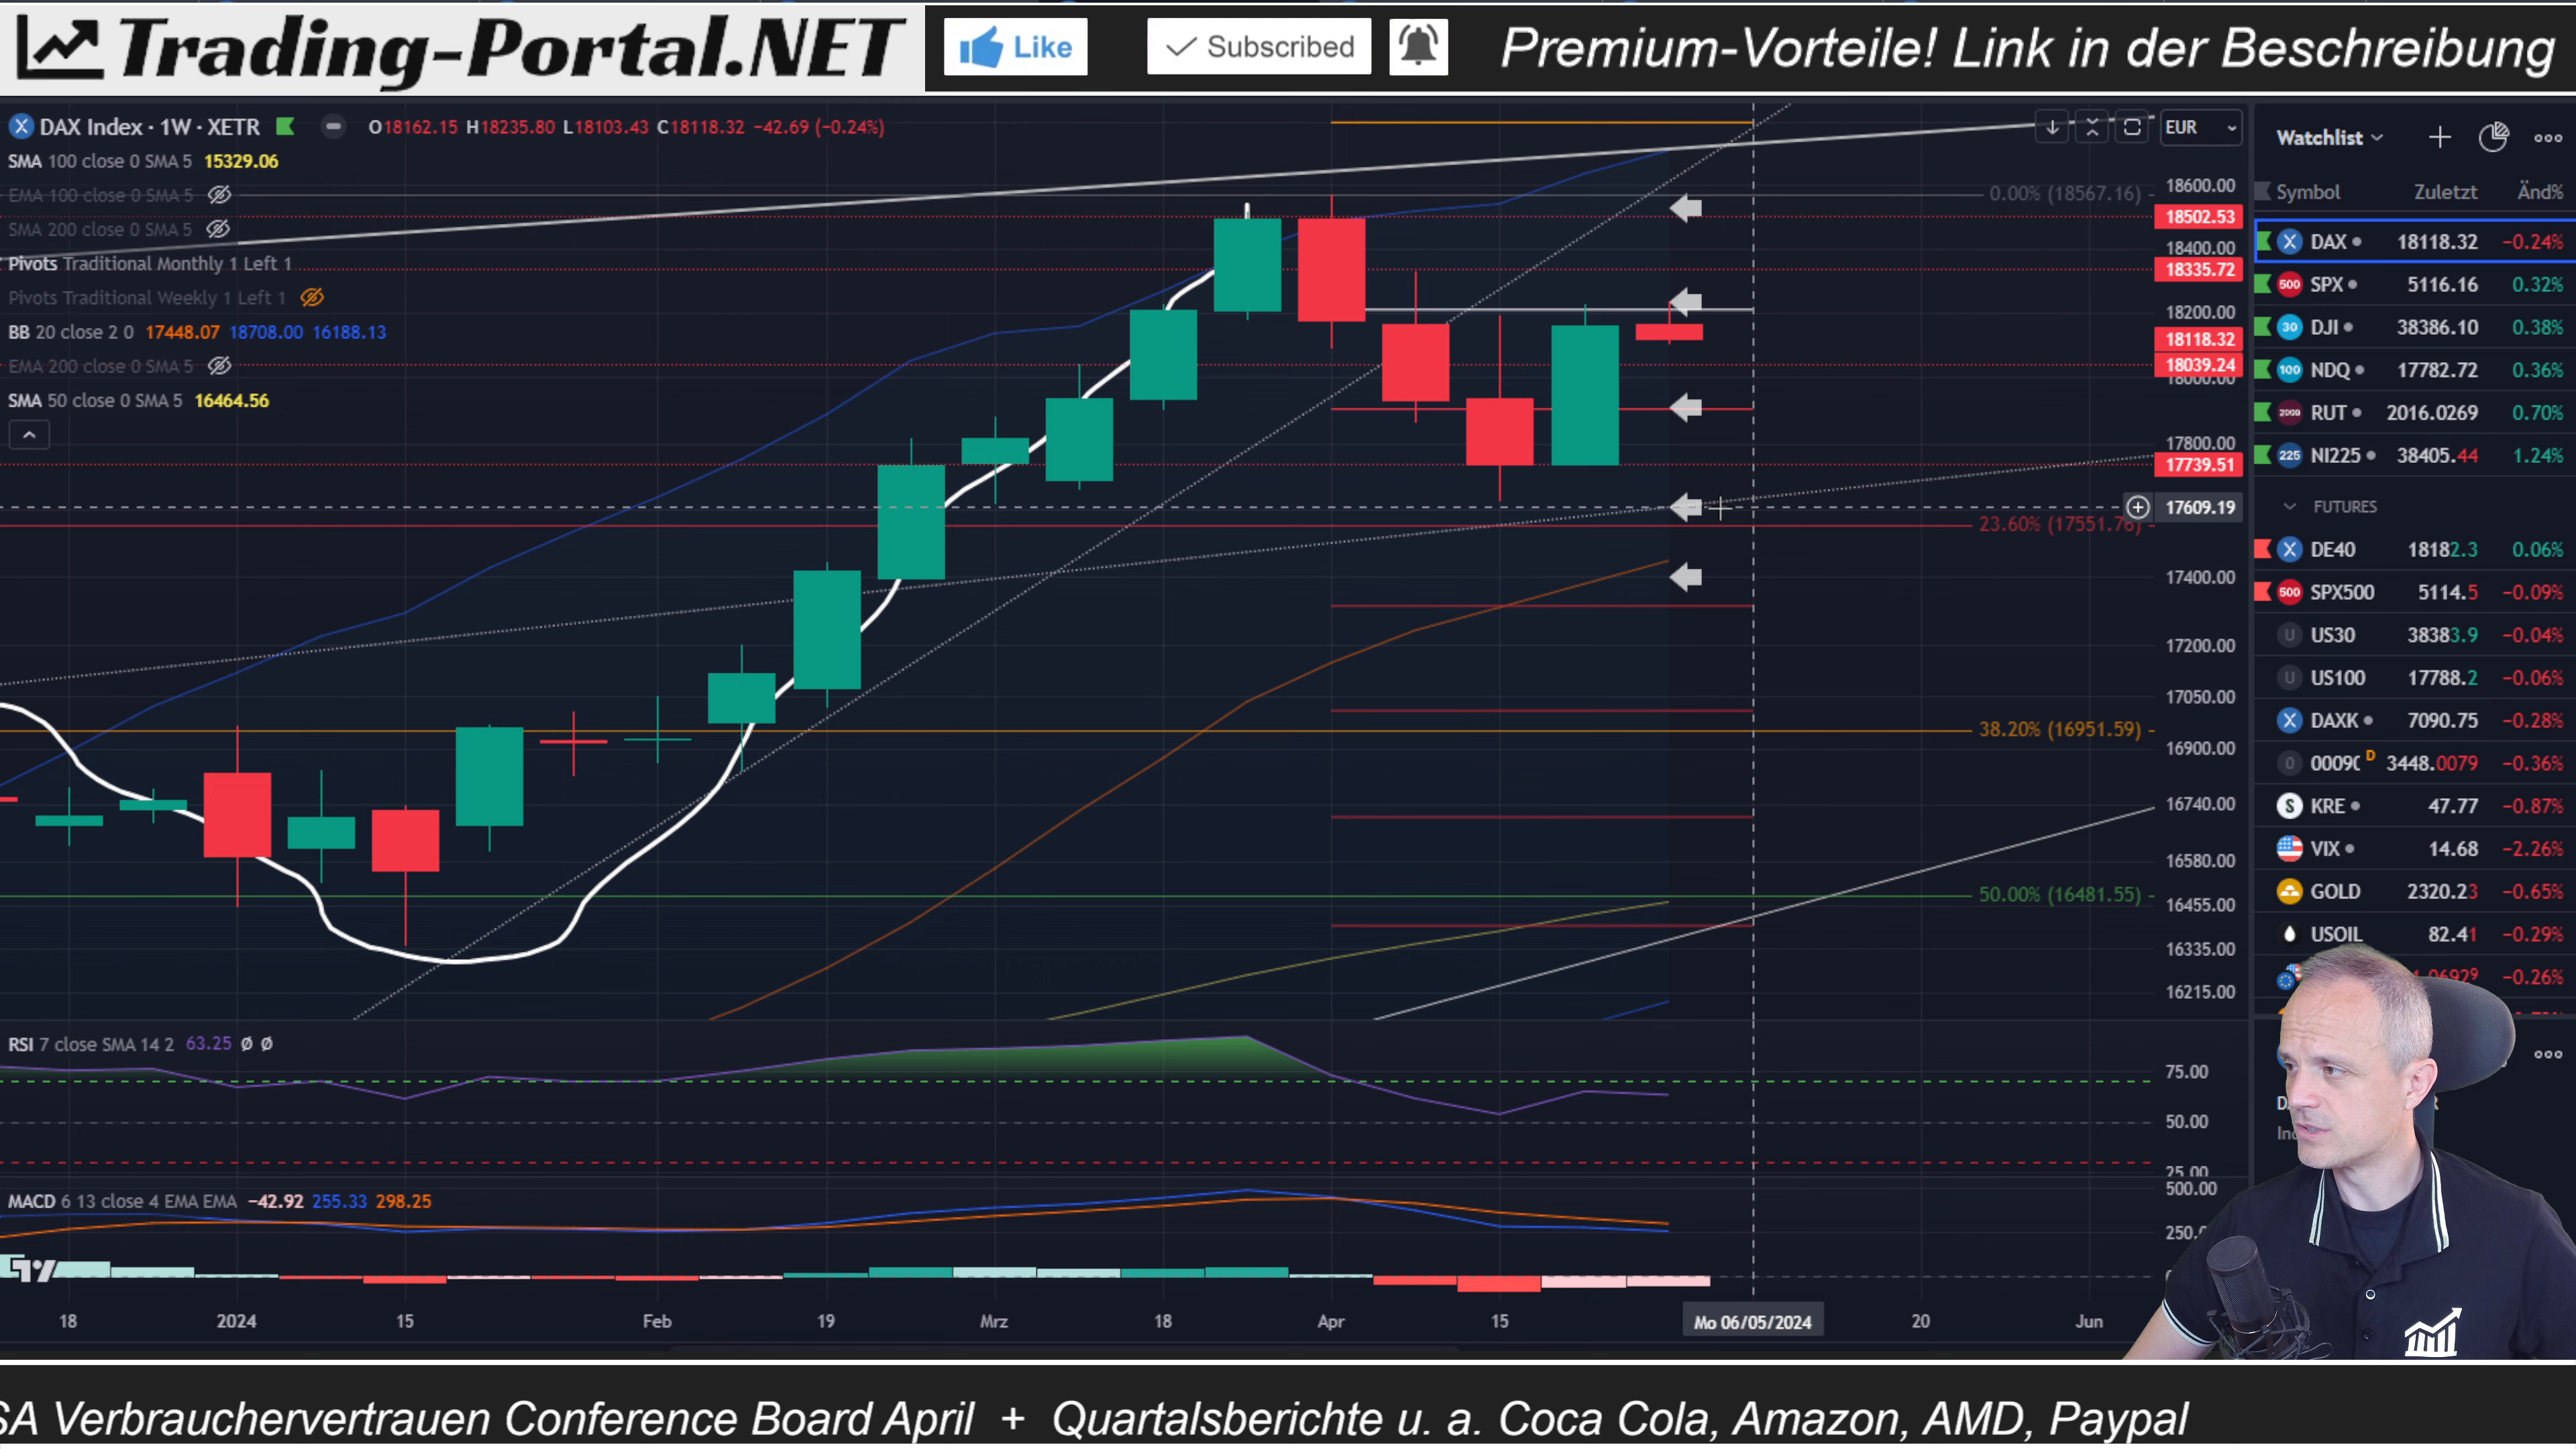 Trading-Portal.NET
Like
Subscribed
Premium-Vorteile! Link in der Beschreibung
DAX Index · 1W · XETR O18162.15 H18235.80 L18103.43 C18118.32 −42.69 (−0.24%)
SMA 100 close 0 SMA 5 15329.06
EMA 100 close 0 SMA 5
SMA 200 close 0 SMA 5
Pivots Traditional Monthly 1 Left 1
Pivots Traditional Weekly 1 Left 1
BB 20 close 2 0 17448.07 18708.00 16188.13
EMA 200 close 0 SMA 5
SMA 50 close 0 SMA 5 16464.56
0.00% (18567.16)
23.60% (17551.76)
38.20% (16951.59)
50.00% (16481.55)
EUR
18600.00
18502.53
18400.00
18335.72
18200.00
18118.32
18039.24
18000.00
17800.00
17739.51
17609.19
17400.00
17200.00
17050.00
16900.00
16740.00
16580.00
16455.00
16335.00
16215.00
RSI 7 close SMA 14 2 63.25 Ø Ø
75.00
50.00
25.00
MACD 6 13 close 4 EMA EMA −42.92 255.33 298.25
500.00
18 2024 15 Feb 19 Mrz 18 Apr 15 Mo 06/05/2024 20 Jun
Watchlist
Symbol Zuletzt Änd%
DAX 18118.32 −0.24%
500 SPX 5116.16 0.32%
30 DJI 38386.10 0.38%
100 NDQ 17782.72 0.36%
2000 RUT 2016.0269 0.70%
225 NI225 38405.44 1.24%
FUTURES
DE40 18182.3 0.06%
500 SPX500 5114.5 −0.09%
U US30 38383.9 −0.04%
U US100 17788.2 −0.06%
DAXK 7090.75 −0.28%
0 0009 D 3448.0079 −0.36%
S KRE 47.77 −0.87%
VIX 14.68 −2.26%
GOLD 2320.23 −0.65%
USOIL 82.41 −0.29%
−0.26%
SA Verbrauchervertrauen Conference Board April + Quartalsberichte u. a. Coca Cola, Amazon, AMD, Paypal